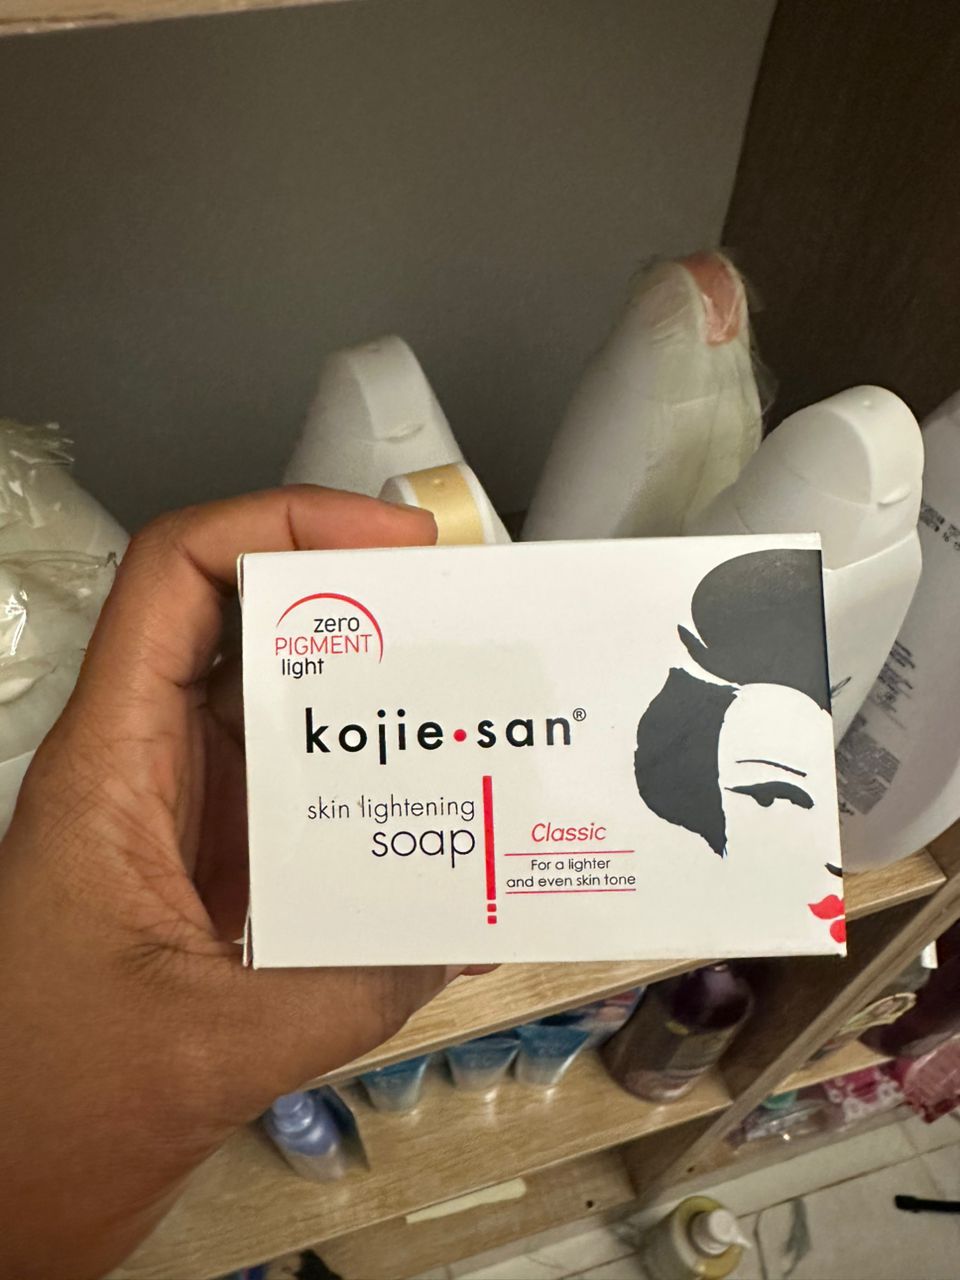 zero
PIGMENT
light
kojie•san®
skin lightening
soap
Classic
For a lighter
and even skin tone